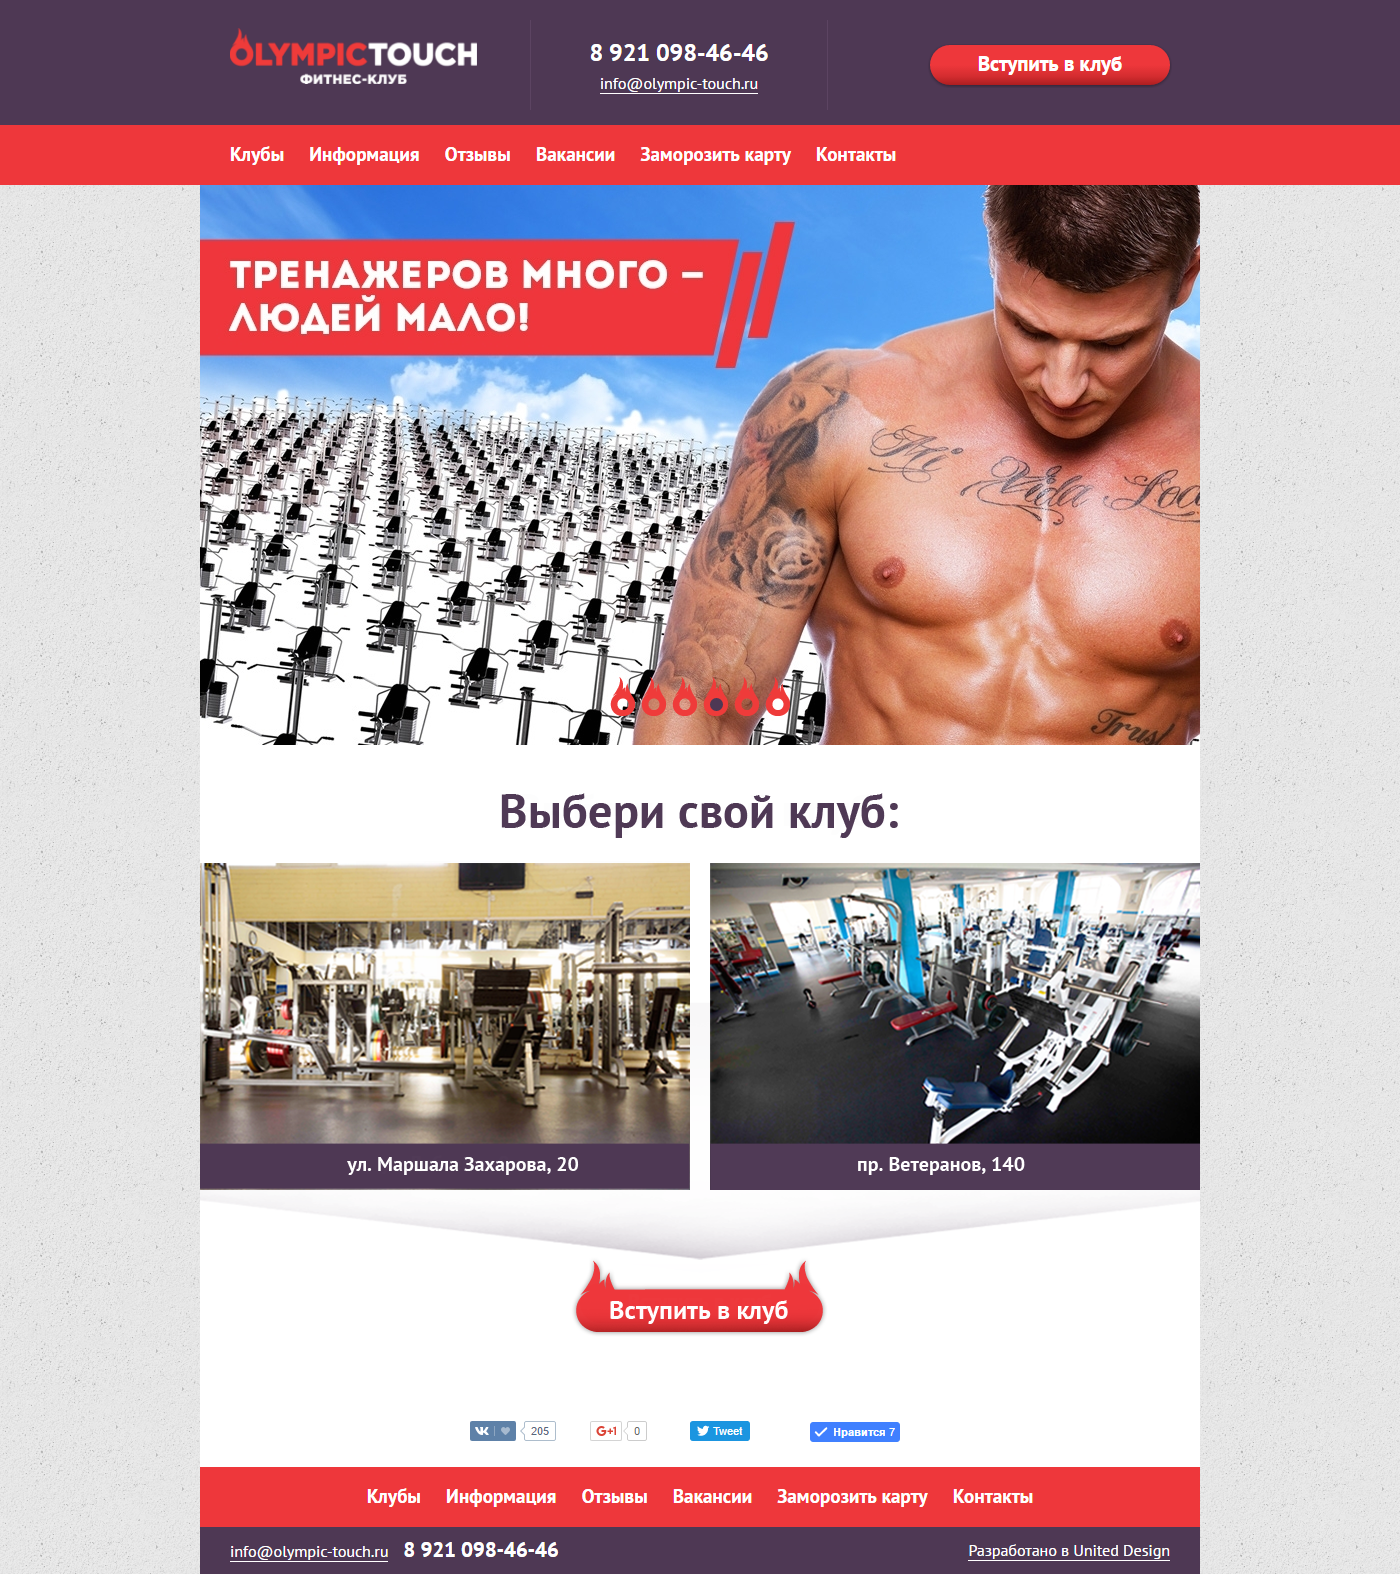 OLYMPICTOUCH
ФИТНЕС-КЛУБ
8 921 098-46-46
info@olympic-touch.ru
Вступить в клуб
Клубы Информация Отзывы Вакансии Заморозить карту Контакты
ТРЕНАЖЕРОВ МНОГО –
ЛЮДЕЙ МАЛО!
Mi Vida Loca
Trust
Выбери свой клуб:
ул. Маршала Захарова, 20
пр. Ветеранов, 140
Вступить в клуб
205
G+1
0
Tweet
Нравится 7
Клубы Информация Отзывы Вакансии Заморозить карту Контакты
info@olympic-touch.ru 8 921 098-46-46
Разработано в United Design